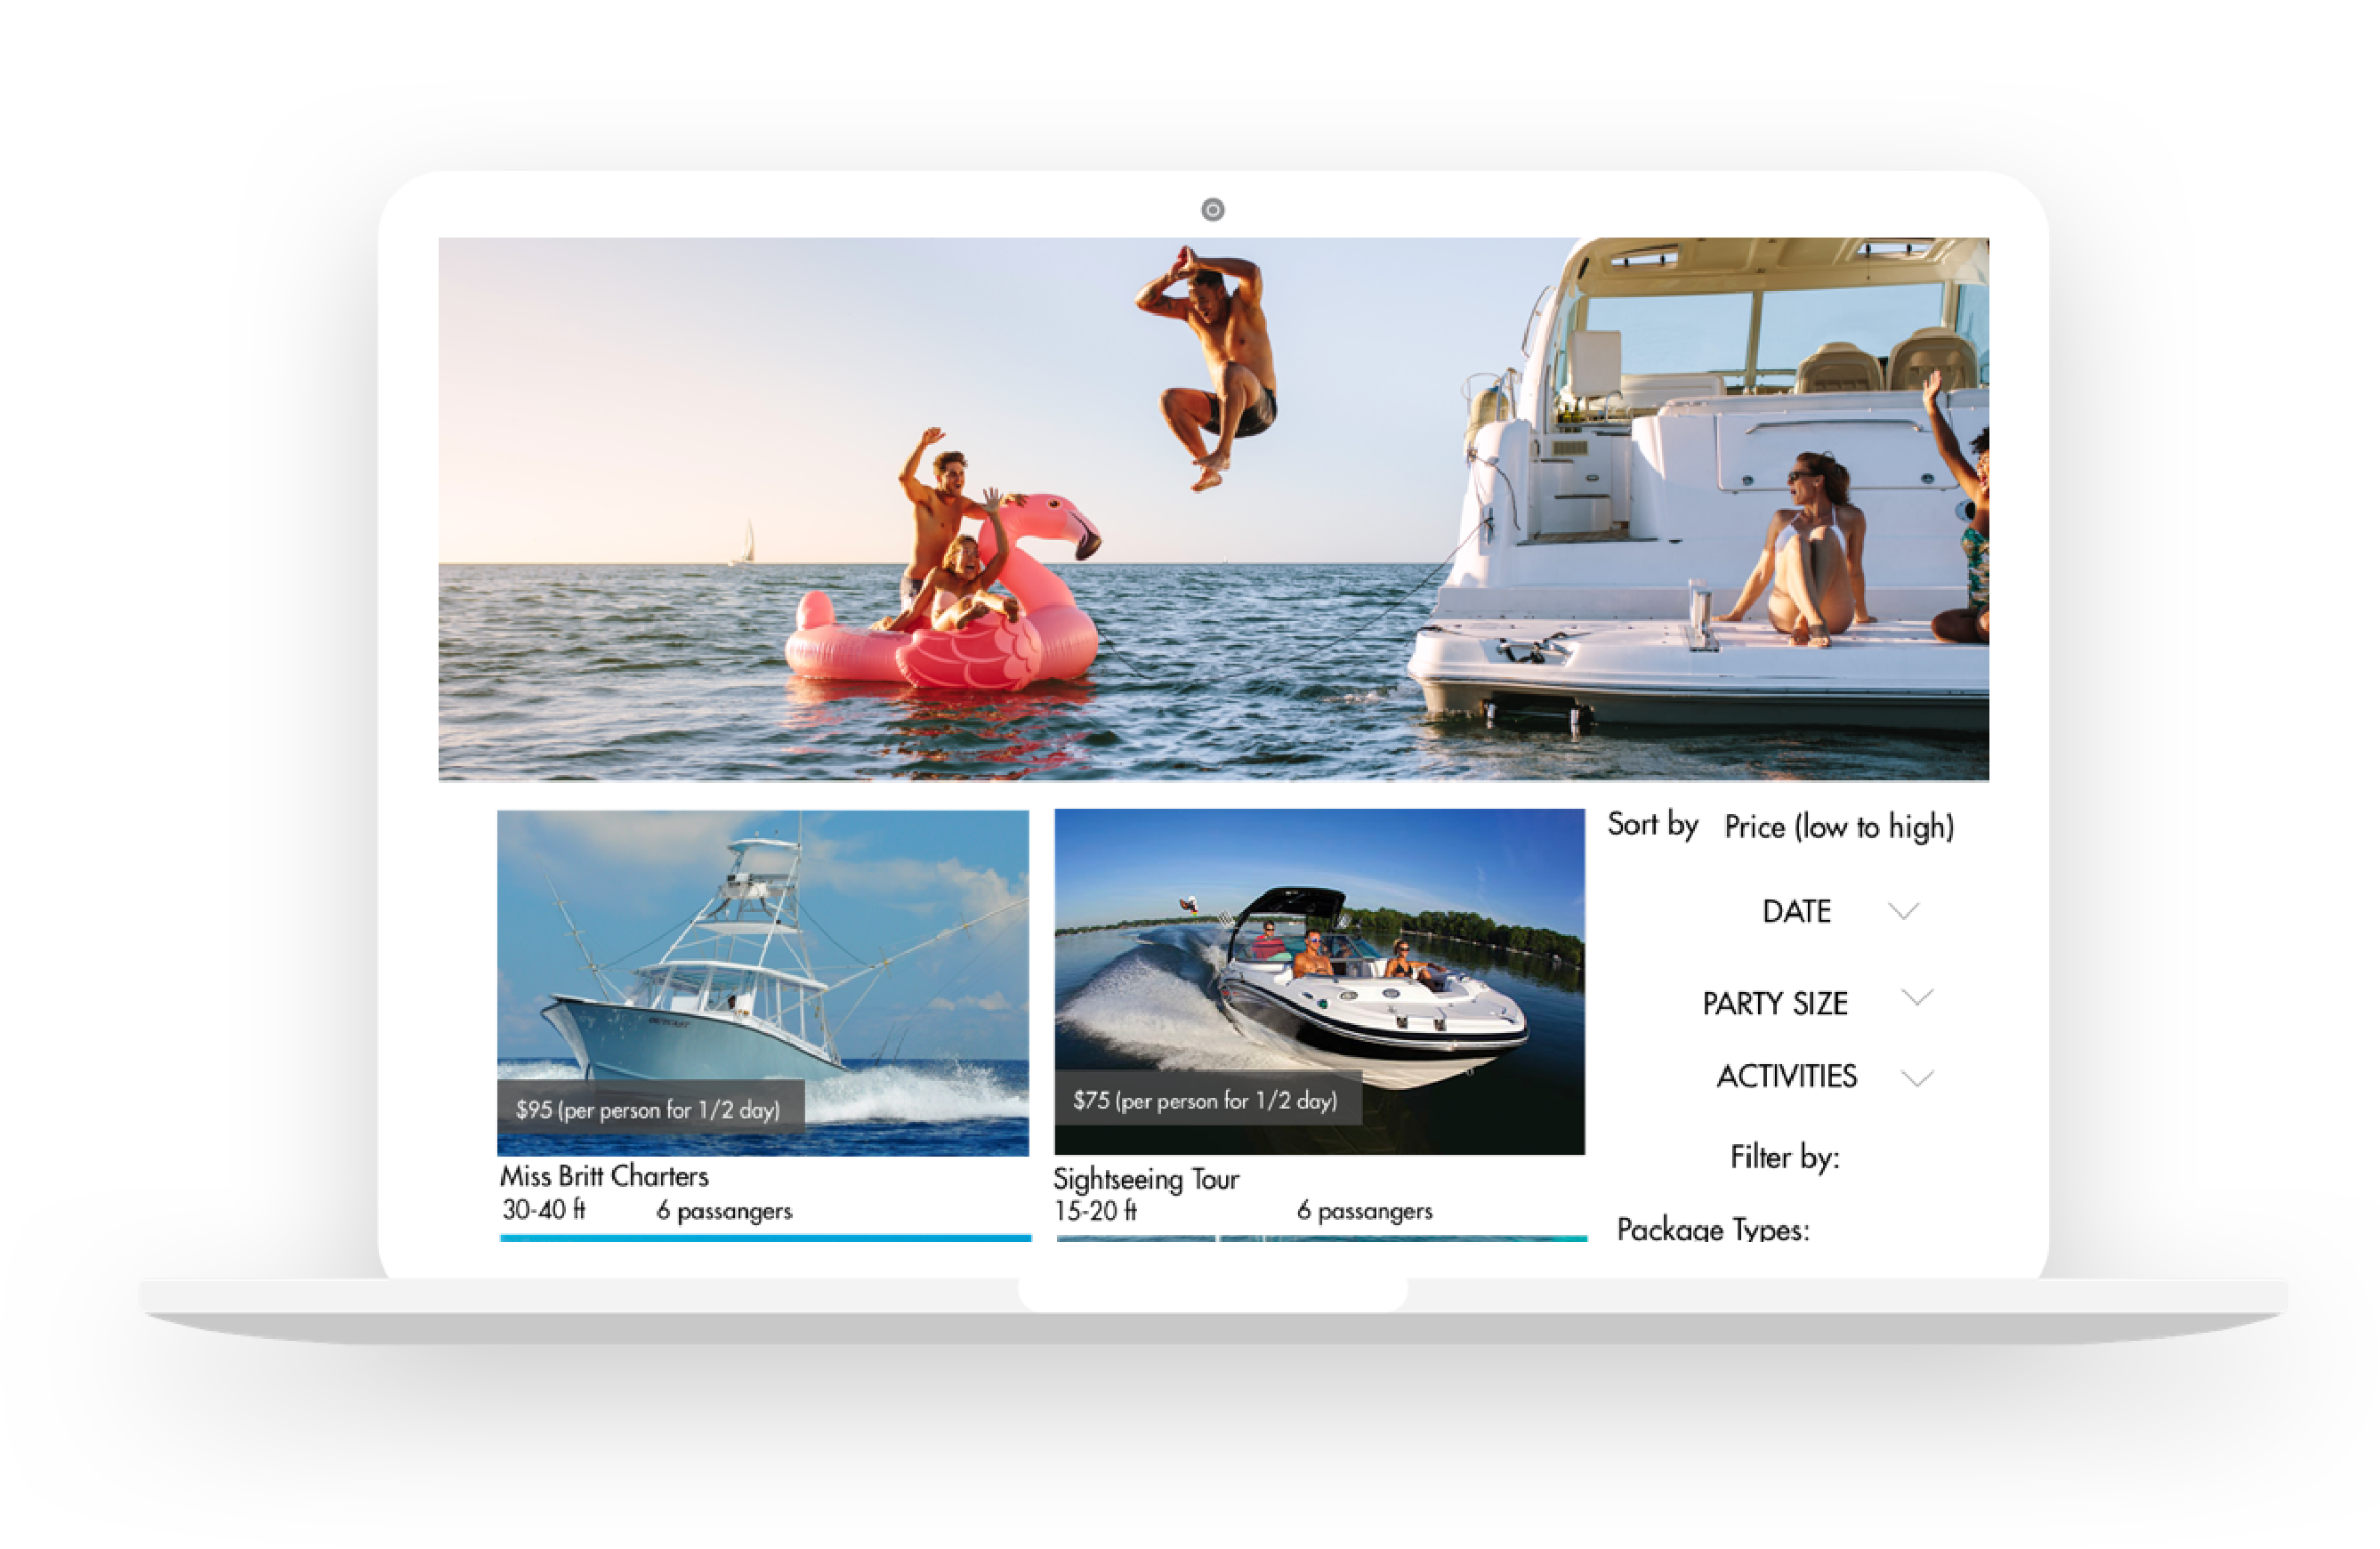 $95 (per person for 1/2 day)
Miss Britt Charters
30-40 ft 6 passangers
$75 (per person for 1/2 day)
Sightseeing Tour
15-20 ft 6 passangers
Sort by Price (low to high)
DATE
PARTY SIZE
ACTIVITIES
Filter by:
Package Types: